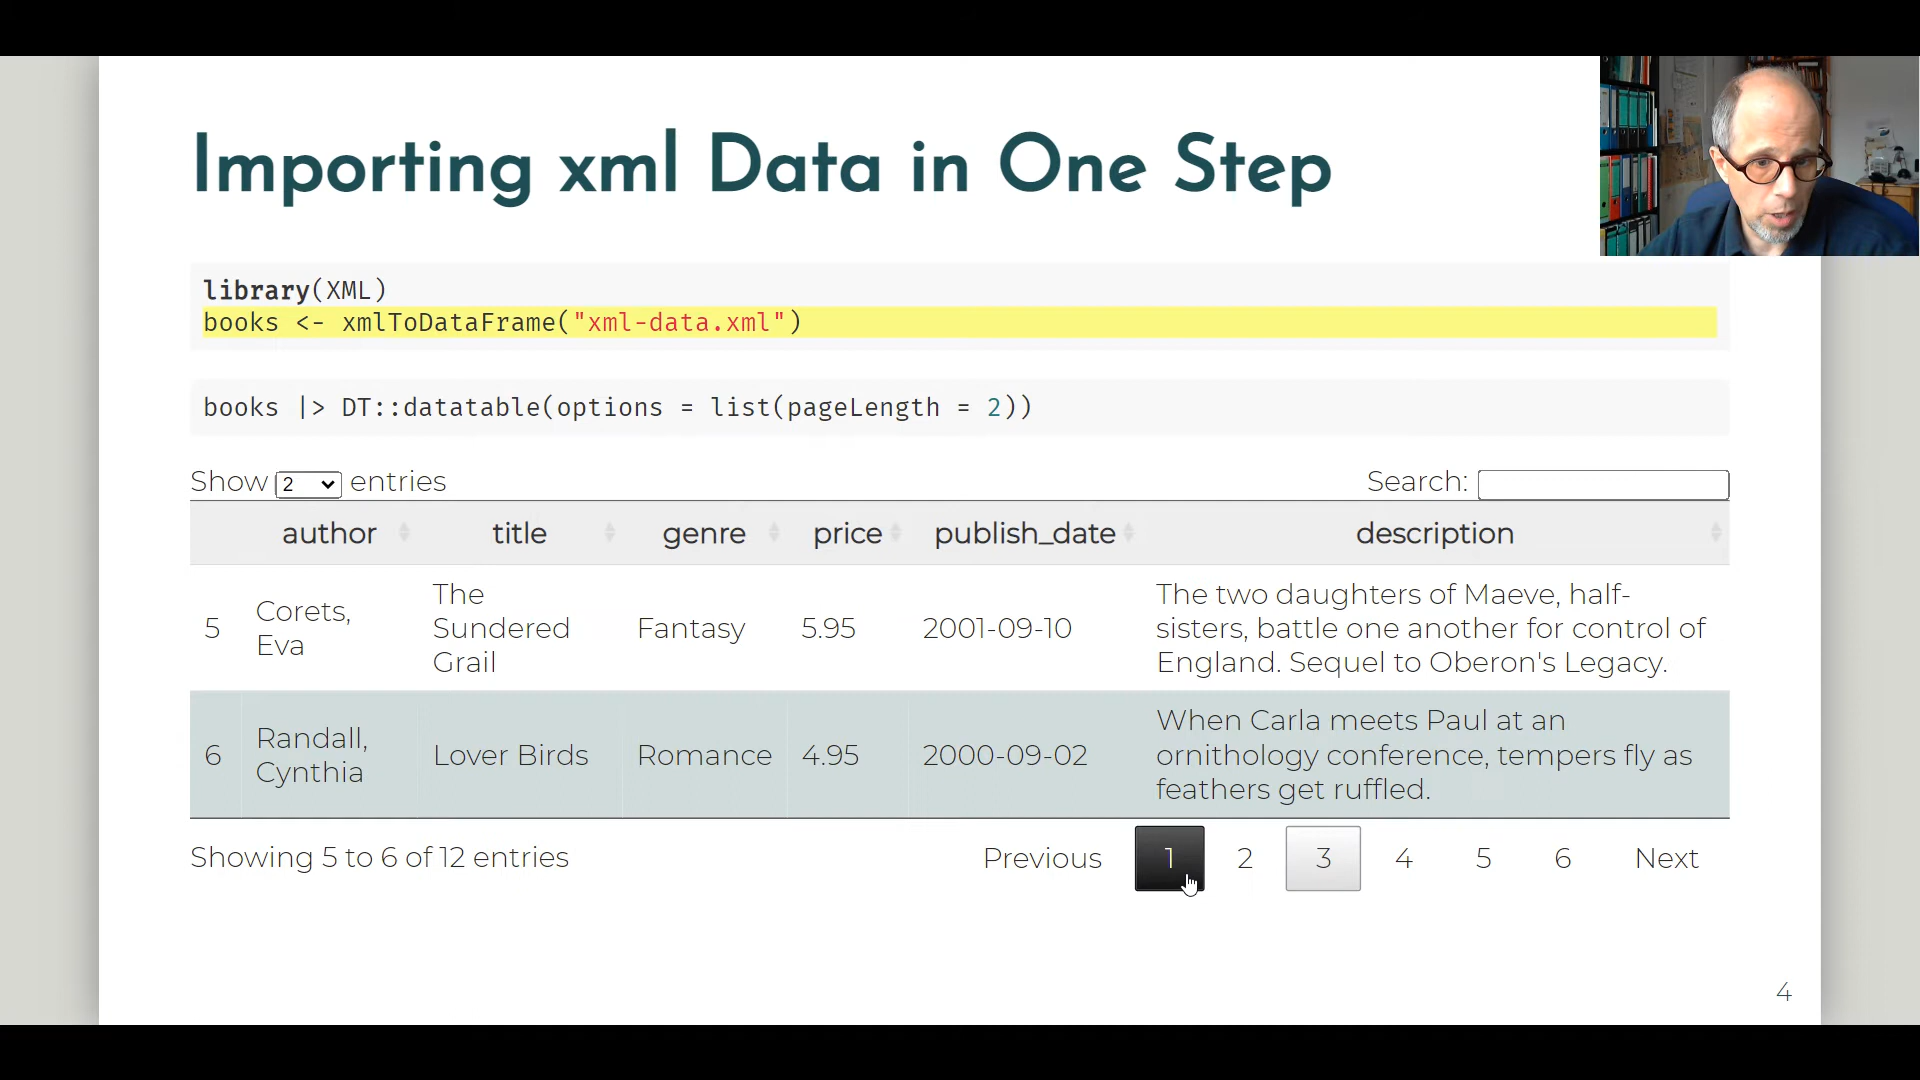 Importing xml Data in One Step
library(XML)
books <- xmlToDataFrame("xml-data.xml")
books |> DT::datatable(options = list(pageLength = 2))
Show 2 entries
Search:
author title genre price publish_date description
5 Corets, Eva The Sundered Grail Fantasy 5.95 2001-09-10 The two daughters of Maeve, half-
sisters, battle one another for control of
England. Sequel to Oberon's Legacy.
6 Randall, Cynthia Lover Birds Romance 4.95 2000-09-02 When Carla meets Paul at an
ornithology conference, tempers fly as
feathers get ruffled.
Showing 5 to 6 of 12 entries
Previous 1 2 3 4 5 6 Next
4